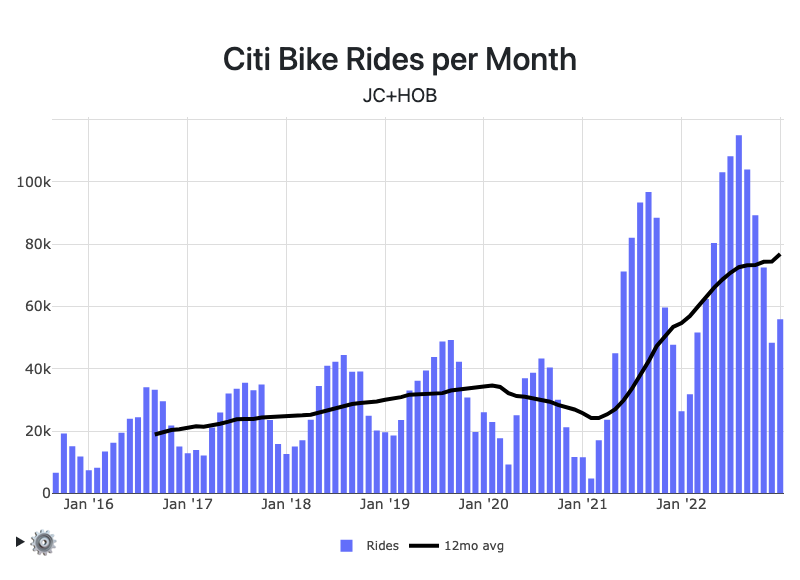 Citi Bike Rides per Month
JC+HOB
100k
80k
60k
40k
20k
0
Jan '16 Jan '17 Jan '18 Jan '19 Jan '20 Jan '21 Jan '22
Rides 12mo avg